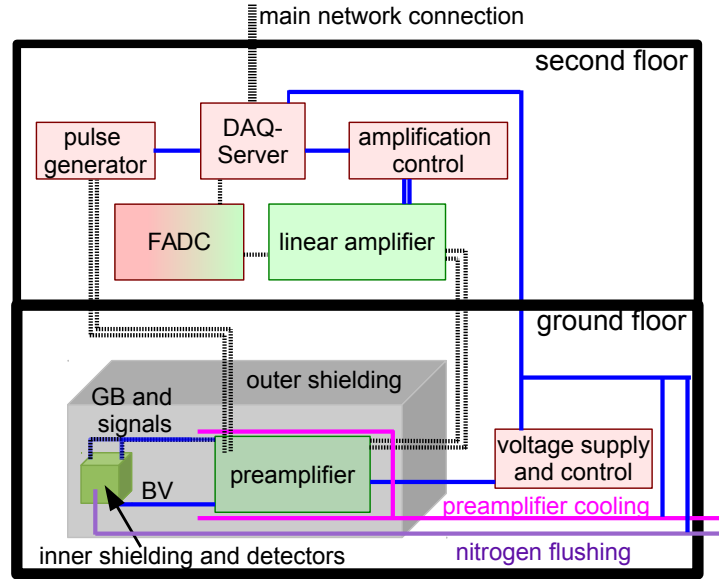 main network connection
second floor
pulse
generator
DAQ-
Server
amplification
control
FADC
linear amplifier
ground floor
outer shielding
GB and
signals
preamplifier
voltage supply
and control
BV
preamplifier cooling
inner shielding and detectors
nitrogen flushing